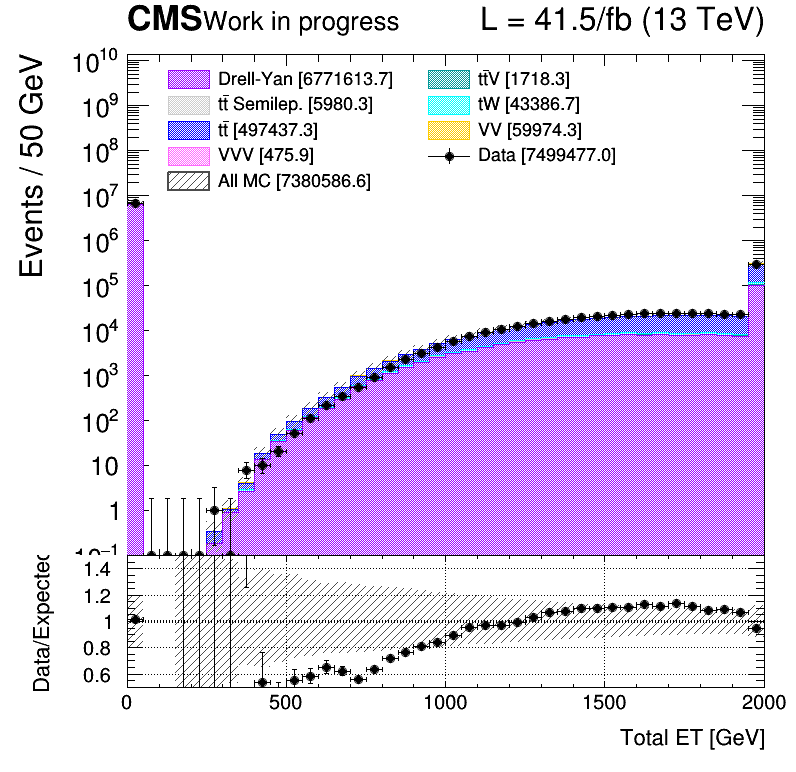 CMS Work in progress L = 41.5/fb (13 TeV)
Events / 50 GeV
10^10
10^9
10^8
10^7
10^6
10^5
10^4
10^3
10^2
10
1
10^-1
Drell-Yan [6771613.7]
tt̄ Semilep. [5980.3]
tt̄ [497437.3]
VVV [475.9]
All MC [7380586.6]
tt̄V [1718.3]
tW [43386.7]
VV [59974.3]
Data [7499477.0]
Data/Expected
1.4
1.2
1
0.8
0.6
0 500 1000 1500 2000
Total ET [GeV]